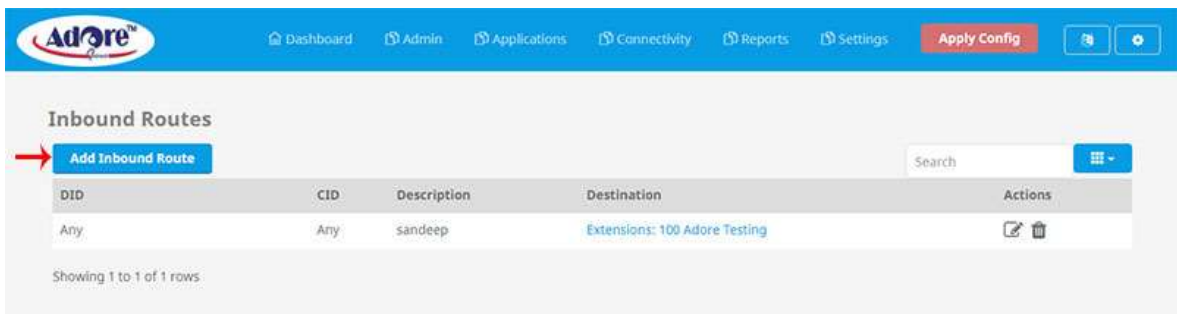 Adore™
Dashboard Admin Applications Connectivity Reports Settings Apply Config
Inbound Routes
Add Inbound Route Search
DID CID Description Destination Actions
Any Any sandeep Extensions: 100 Adore Testing
Showing 1 to 1 of 1 rows